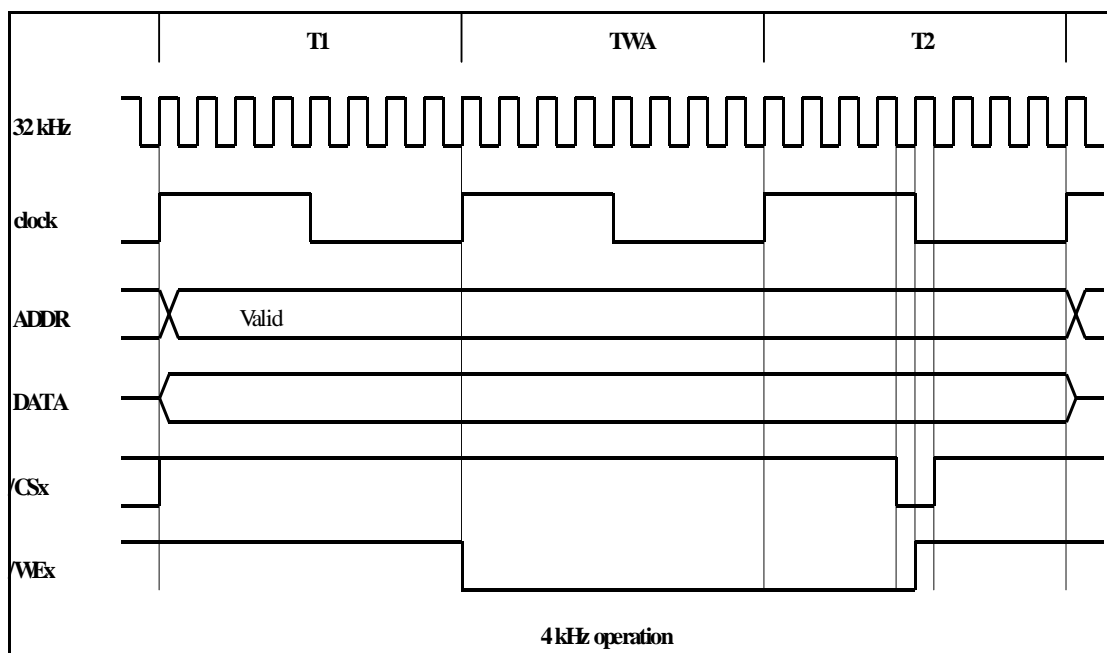 T1 TWA T2
32 kHz
clock
ADDR Valid
DATA
/CSx
/WEx
4 kHz operation